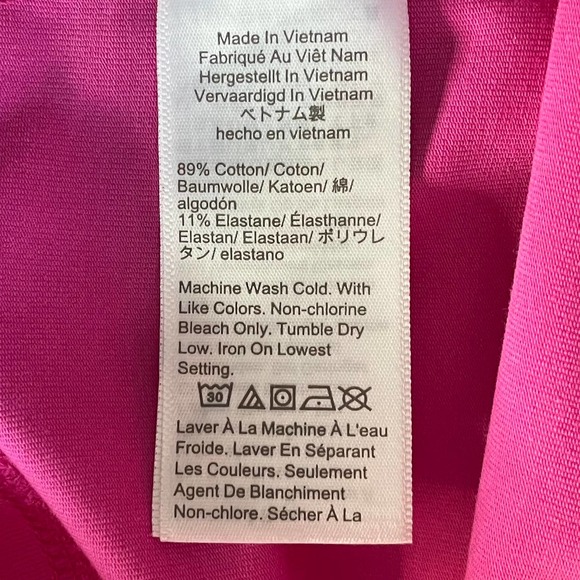 Made In Vietnam
Fabriqué Au Viêt Nam
Hergestellt In Vietnam
Vervaardigd In Vietnam
ベトナム製
hecho en vietnam
89% Cotton/ Coton/
Baumwolle/ Katoen/ 綿/
algodón
11% Elastane/ Élasthanne/
Elastan/ Elastaan/ ポリウレ
タン/ elastano
Machine Wash Cold. With
Like Colors. Non-chlorine
Bleach Only. Tumble Dry
Low. Iron On Lowest
Setting.
30
Laver À La Machine À L'eau
Froide. Laver En Séparant
Les Couleurs. Seulement
Agent De Blanchiment
Non-chlore. Sécher À La